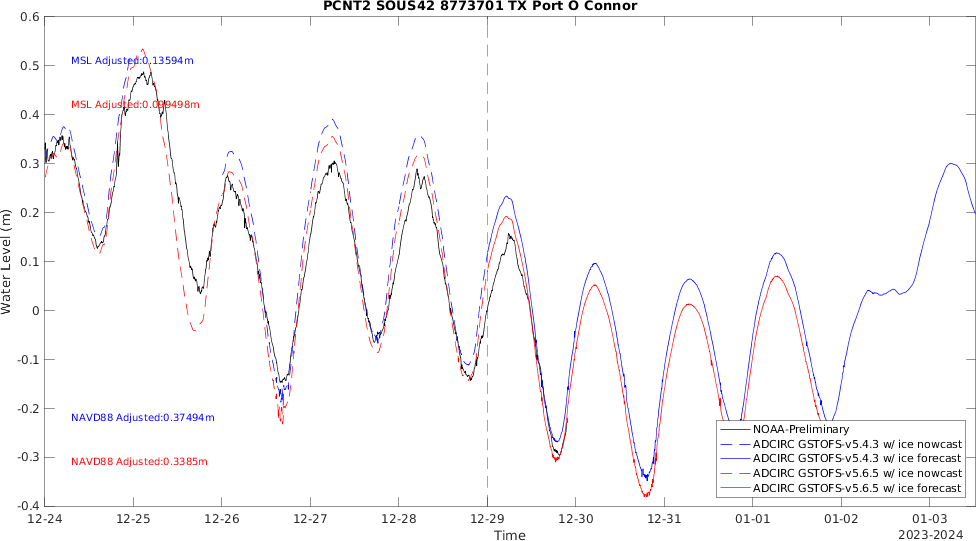 PCNT2 SOUS42 8773701 TX Port O Connor
0.6
0.5
0.4
0.3
0.2
0.1
0
-0.1
-0.2
-0.3
-0.4
Water Level (m)
MSL Adjusted:0.13594m
MSL Adjusted:0.099498m
NAVD88 Adjusted:0.37494m
NAVD88 Adjusted:0.3385m
NOAA-Preliminary
ADCIRC GSTOFS-v5.4.3 w/ ice nowcast
ADCIRC GSTOFS-v5.4.3 w/ ice forecast
ADCIRC GSTOFS-v5.6.5 w/ ice nowcast
ADCIRC GSTOFS-v5.6.5 w/ ice forecast
12-24 12-25 12-26 12-27 12-28 12-29 12-30 12-31 01-01 01-02 01-03
Time
2023-2024